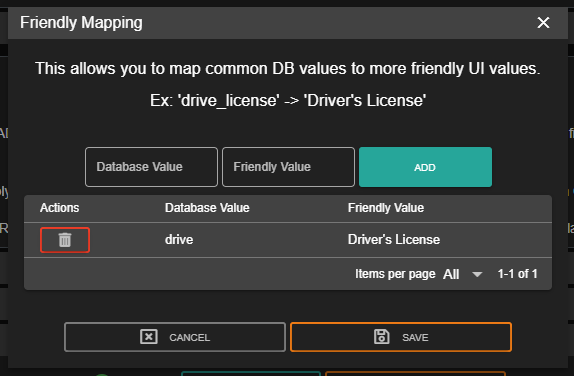 Friendly Mapping
This allows you to map common DB values to more friendly UI values.
Ex: 'drive_license' -> 'Driver's License'
Database Value Friendly Value ADD
Actions Database Value Friendly Value
drive Driver's License
Items per page All 1-1 of 1
CANCEL SAVE